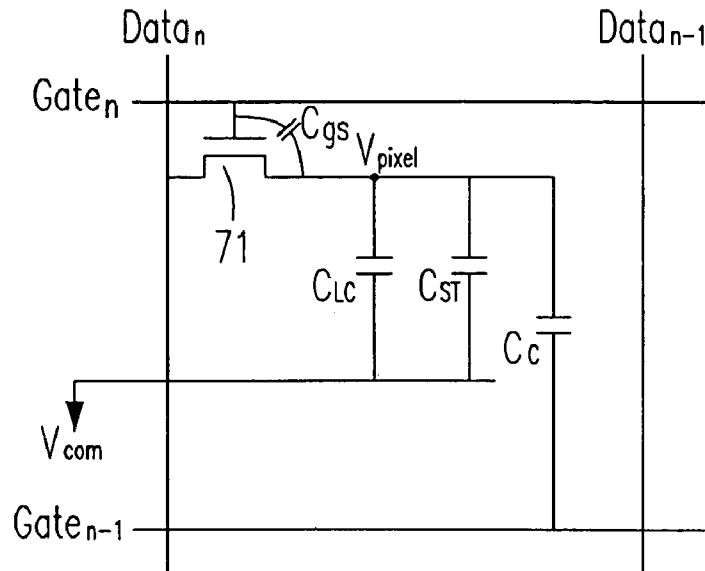 Data_n Data_n-1
Gate_n
C_gs
V_pixel
71
C_LC C_ST
C_C
V_com
Gate_n-1